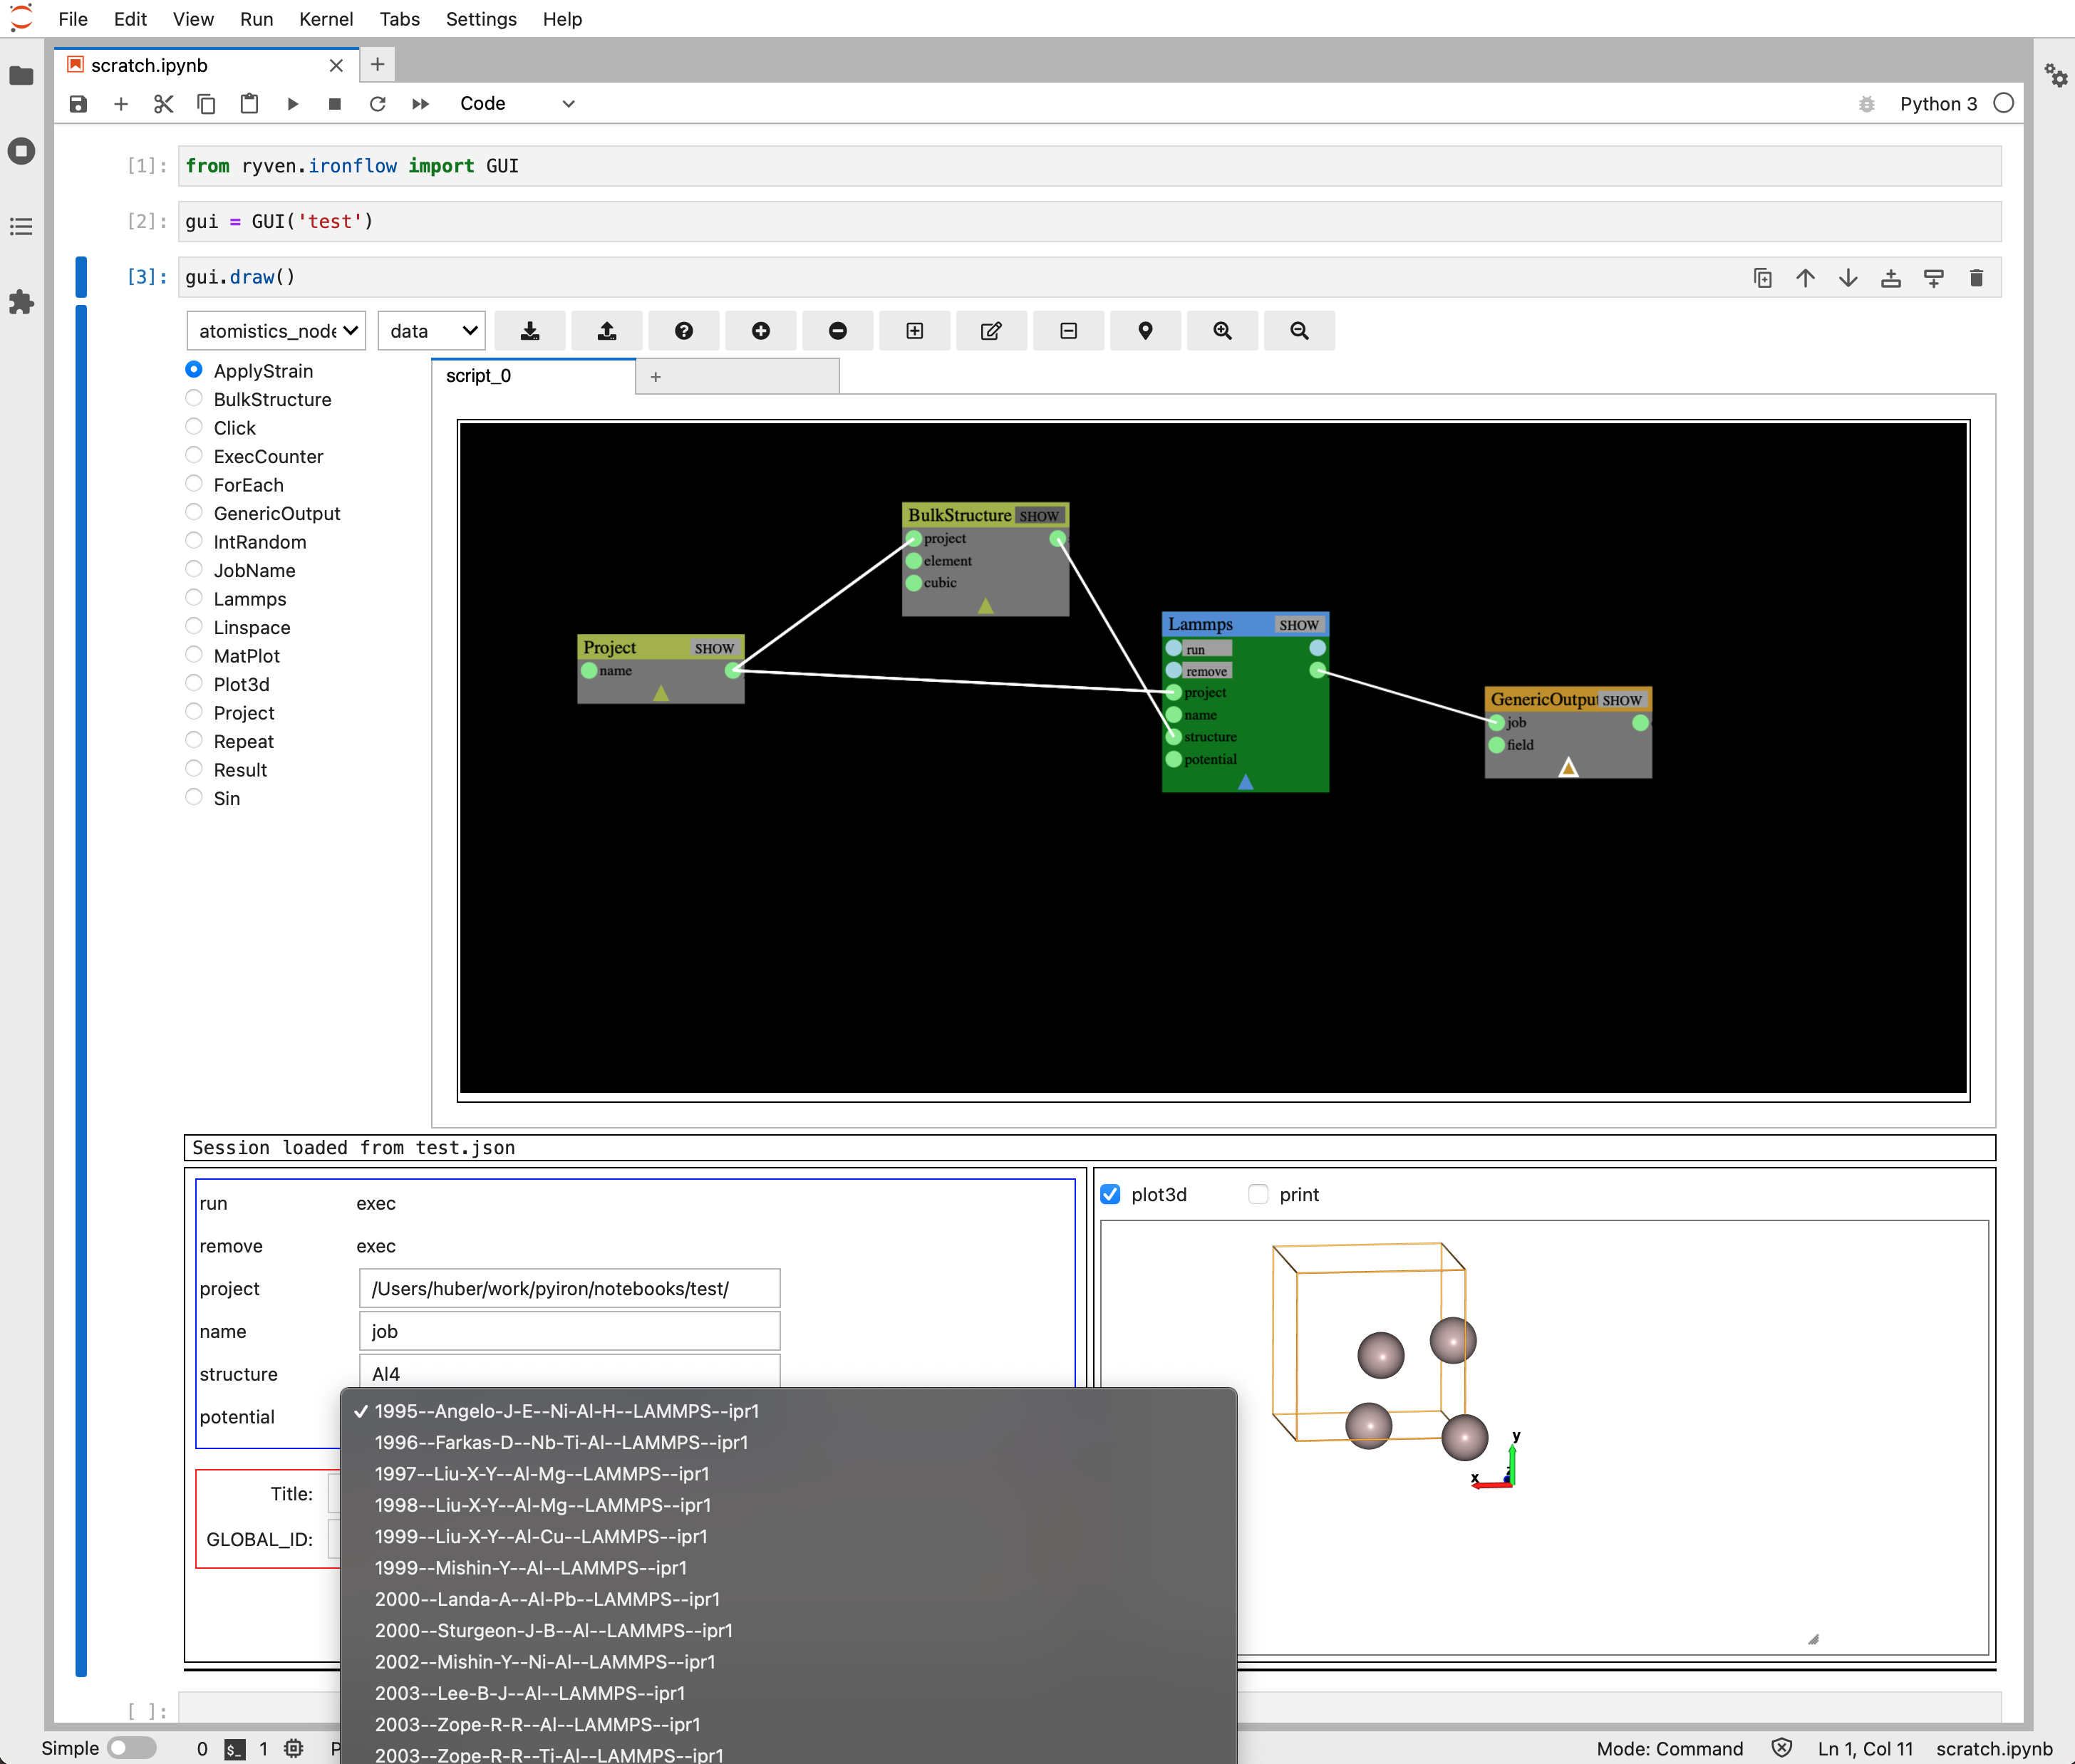 File Edit View Run Kernel Tabs Settings Help
scratch.ipynb
Code Python 3
[1]: from ryven.ironflow import GUI
[2]: gui = GUI('test')
[3]: gui.draw()
atomistics_node data
ApplyStrain
BulkStructure
Click
ExecCounter
ForEach
GenericOutput
IntRandom
JobName
Lammps
Linspace
MatPlot
Plot3d
Project
Repeat
Result
Sin
script_0 +
BulkStructure SHOW
project
element
cubic
Project SHOW
name
Lammps SHOW
run
remove
project
name
structure
potential
GenericOutput SHOW
job
field
Session loaded from test.json
run exec
remove exec
project /Users/huber/work/pyiron/notebooks/test/
name job
structure Al4
potential
Title:
GLOBAL_ID:
1995--Angelo-J-E--Ni-Al-H--LAMMPS--ipr1
1996--Farkas-D--Nb-Ti-Al--LAMMPS--ipr1
1997--Liu-X-Y--Al-Mg--LAMMPS--ipr1
1998--Liu-X-Y--Al-Mg--LAMMPS--ipr1
1999--Liu-X-Y--Al-Cu--LAMMPS--ipr1
1999--Mishin-Y--Al--LAMMPS--ipr1
2000--Landa-A--Al-Pb--LAMMPS--ipr1
2000--Sturgeon-J-B--Al--LAMMPS--ipr1
2002--Mishin-Y--Ni-Al--LAMMPS--ipr1
2003--Lee-B-J--Al--LAMMPS--ipr1
2003--Zope-R-R--Al--LAMMPS--ipr1
2003--Zope-R-R--Ti-Al--LAMMPS--ipr1
plot3d print
y
x
z
[ ]:
Simple 0 $_ 1 P Mode: Command Ln 1, Col 11 scratch.ipynb